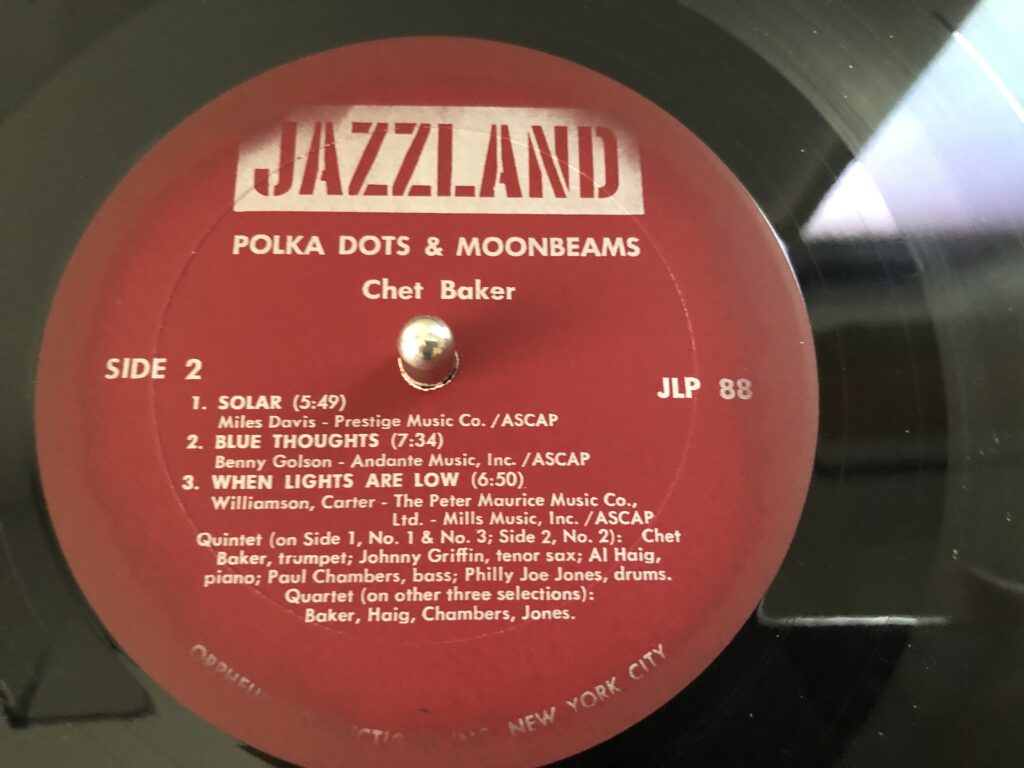 JAZZLAND
POLKA DOTS & MOONBEAMS
Chet Baker
SIDE 2
JLP 88
1. SOLAR (5:49)
Miles Davis - Prestige Music Co. /ASCAP
2. BLUE THOUGHTS (7:34)
Benny Golson - Andante Music, Inc. /ASCAP
3. WHEN LIGHTS ARE LOW (6:50)
Williamson, Carter - The Peter Maurice Music Co.,
Ltd. - Mills Music, Inc. /ASCAP
Quintet (on Side 1, No. 1 & No. 3; Side 2, No. 2): Chet
Baker, trumpet; Johnny Griffin, tenor sax; Al Haig,
piano; Paul Chambers, bass; Philly Joe Jones, drums.
Quartet (on other three selections):
Baker, Haig, Chambers, Jones.
NEW YORK CITY